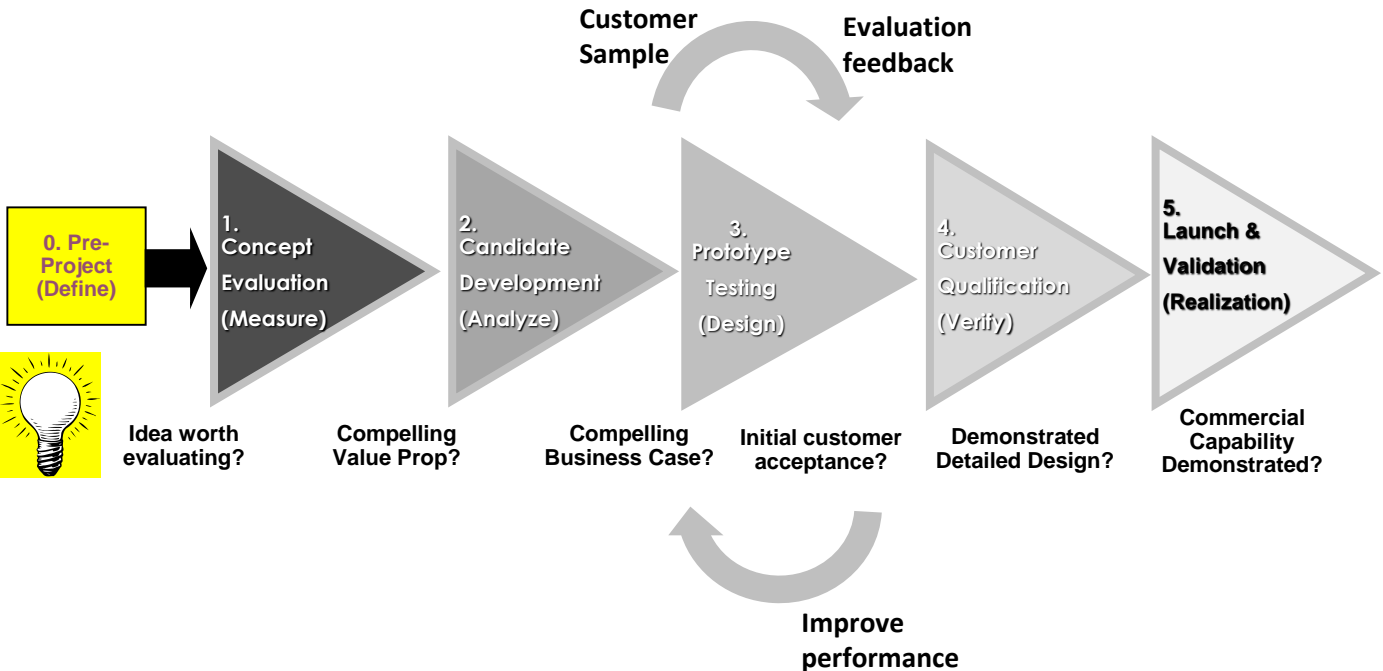 Customer
Sample
Evaluation
feedback
0. Pre-
Project
(Define)
1.
Concept
Evaluation
(Measure)
2.
Candidate
Development
(Analyze)
3.
Prototype
Testing
(Design)
4.
Customer
Qualification
(Verify)
5.
Launch &
Validation
(Realization)
Idea worth
evaluating?
Compelling
Value Prop?
Compelling
Business Case?
Initial customer
acceptance?
Demonstrated
Detailed Design?
Commercial
Capability
Demonstrated?
Improve
performance